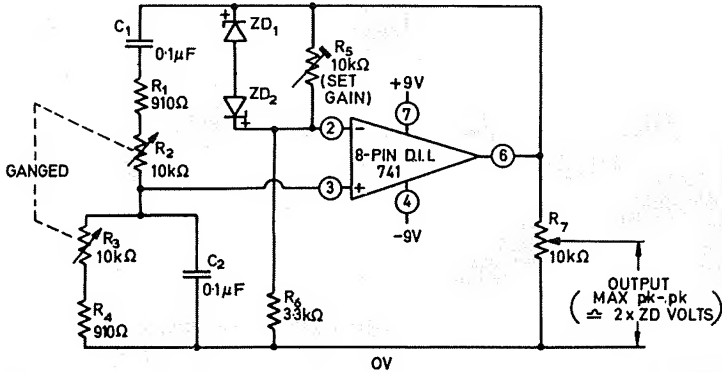 C1
0·1µF
ZD1
ZD2
R5
10kΩ
(SET
GAIN)
R1
910Ω
R2
10kΩ
GANGED
R3
10kΩ
R4
910Ω
C2
0·1µF
R6
3·3kΩ
2
3
-
+
8-PIN D.I.L
741
+9V
7
4
-9V
6
R7
10kΩ
OUTPUT
(MAX pk-.pk
≏ 2 x ZD VOLTS)
0V
+
+